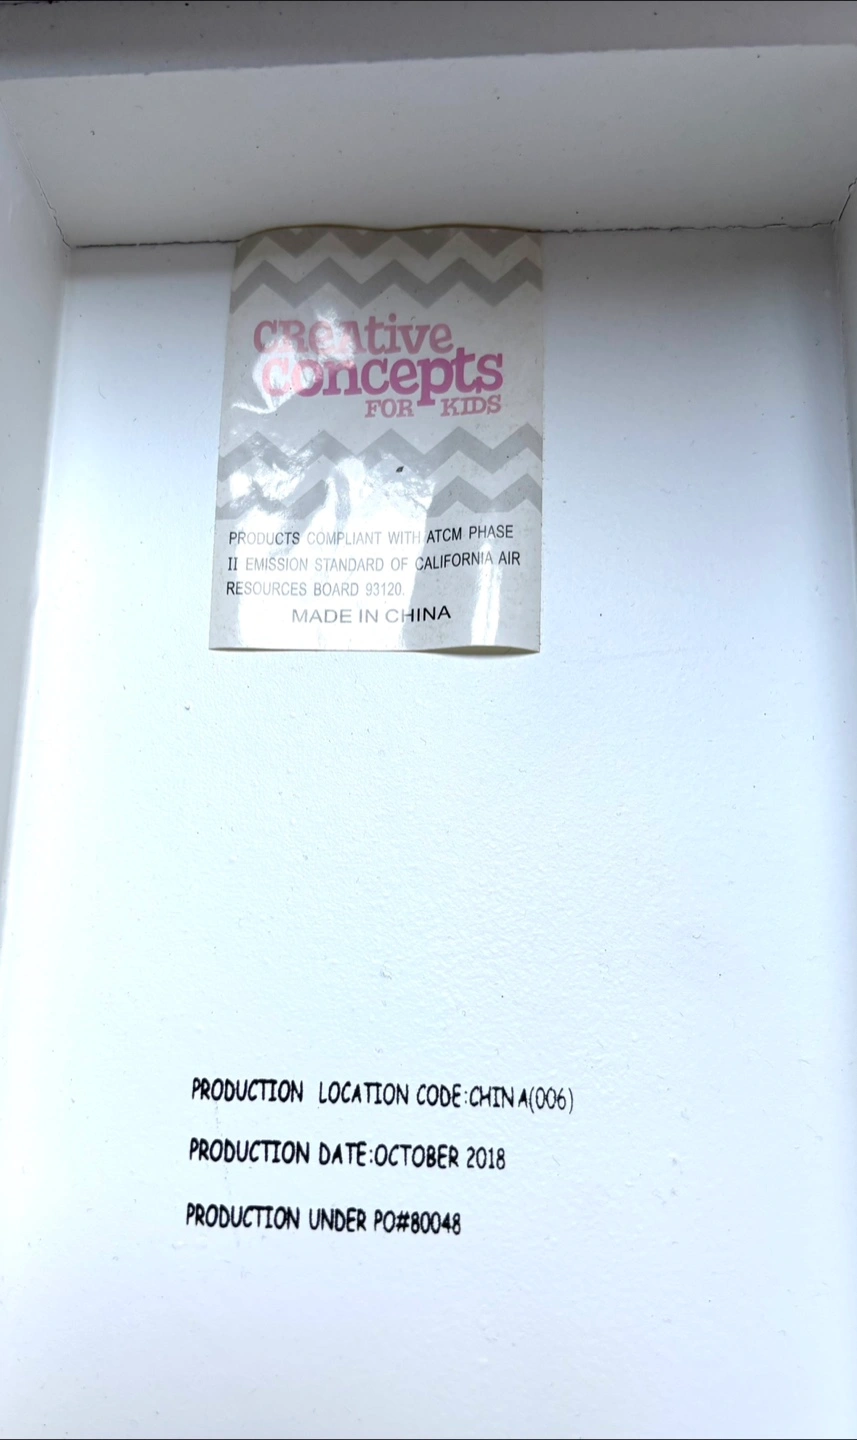 CREAtive
concepts
FOR KIDS
PRODUCTS COMPLIANT WITH ATCM PHASE
II EMISSION STANDARD OF CALIFORNIA AIR
RESOURCES BOARD 93120.
MADE IN CHINA
PRODUCTION LOCATION CODE:CHINA(006)
PRODUCTION DATE:OCTOBER 2018
PRODUCTION UNDER PO#80048